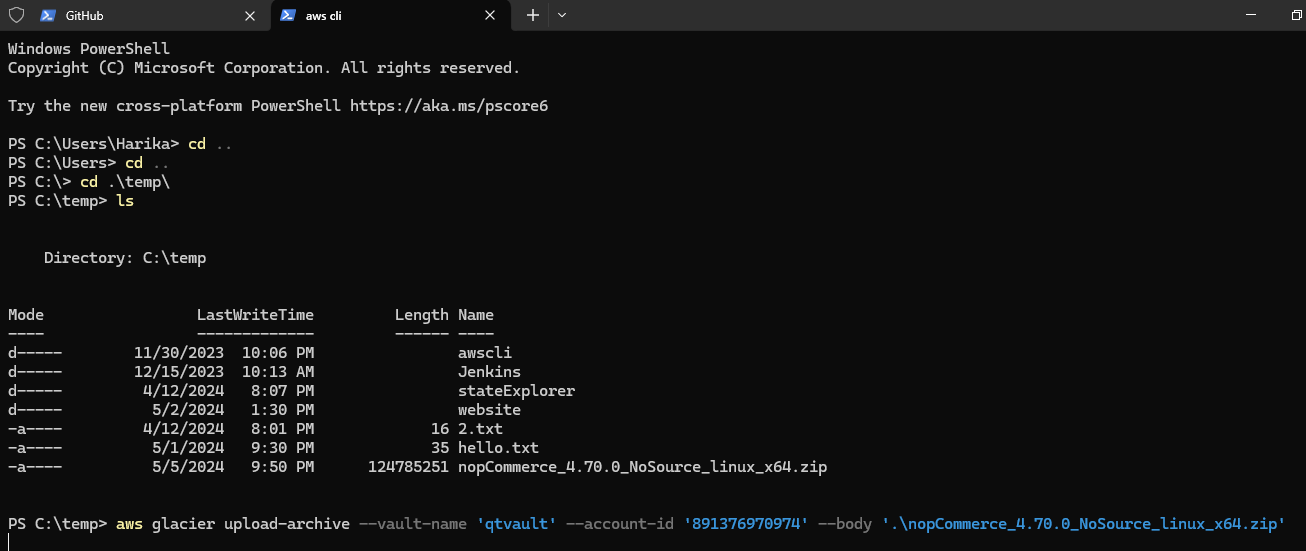 GitHub
aws cli
Windows PowerShell
Copyright (C) Microsoft Corporation. All rights reserved.
Try the new cross-platform PowerShell https://aka.ms/pscore6
PS C:\Users\Harika> cd ..
PS C:\Users> cd ..
PS C:\> cd .\temp\
PS C:\temp> ls
Directory: C:\temp
Mode                 LastWriteTime         Length Name
----                 -------------         ------ ----
d-----        11/30/2023  10:06 PM                awscli
d-----        12/15/2023  10:13 AM                Jenkins
d-----         4/12/2024   8:07 PM                stateExplorer
d-----          5/2/2024   1:30 PM                website
-a----         4/12/2024   8:01 PM             16 2.txt
-a----          5/1/2024   9:30 PM             35 hello.txt
-a----          5/5/2024   9:50 PM      124785251 nopCommerce_4.70.0_NoSource_linux_x64.zip
PS C:\temp> aws glacier upload-archive --vault-name 'qtvault' --account-id '891376970974' --body '.\nopCommerce_4.70.0_NoSource_linux_x64.zip'